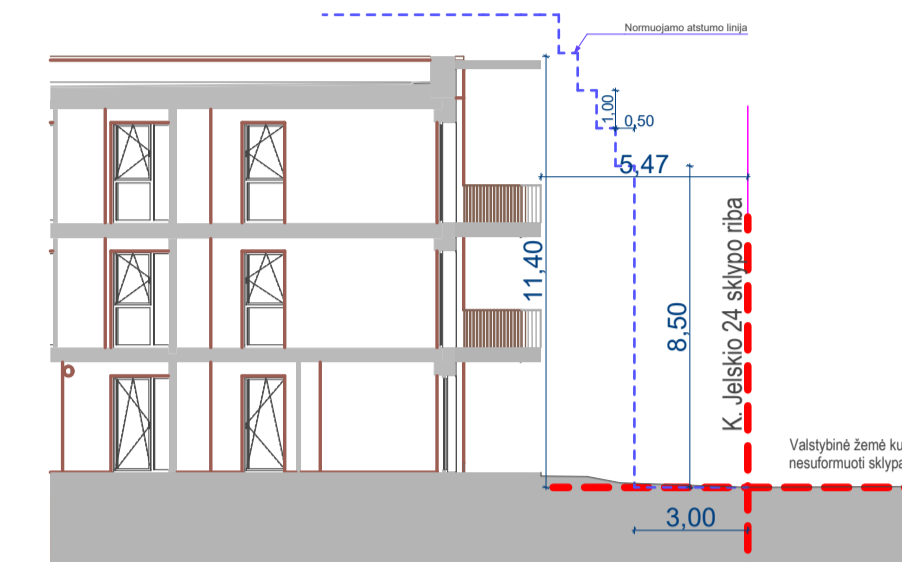 Normuojamo atstumo linija
1,00
0,50
5,47
11,40
8,50
K. Jelskio 24 sklypo riba
Valstybinė žemė ku
nesuformuoti sklypa
3,00